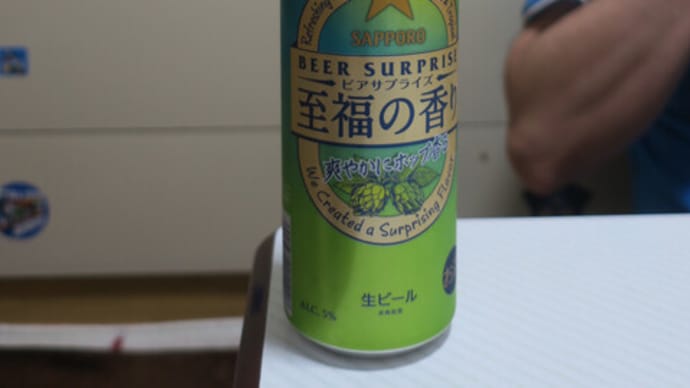 Refreshing
SAPPORO
BEER SURPRISE
ビアサプライズ
至福の香り
爽やかにホップ香る
We Created a Surprising Flavor
生ビール
ALC. 5%